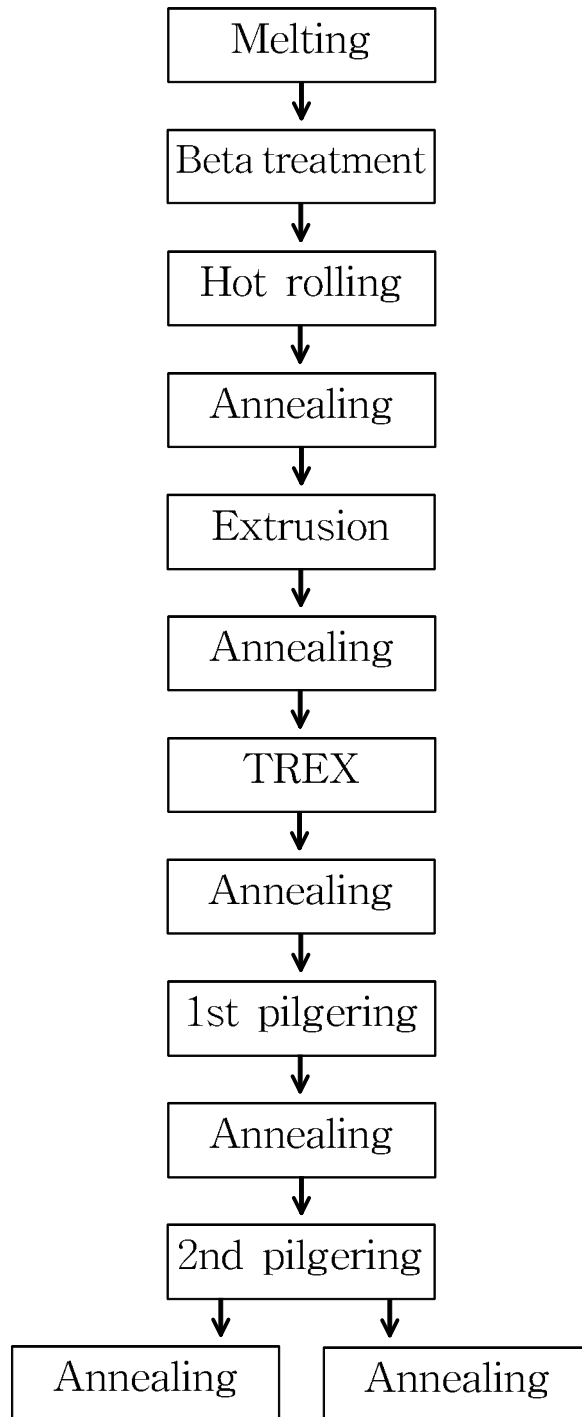 Melting
Beta treatment
Hot rolling
Annealing
Extrusion
Annealing
TREX
Annealing
1st pilgering
Annealing
2nd pilgering
Annealing
Annealing